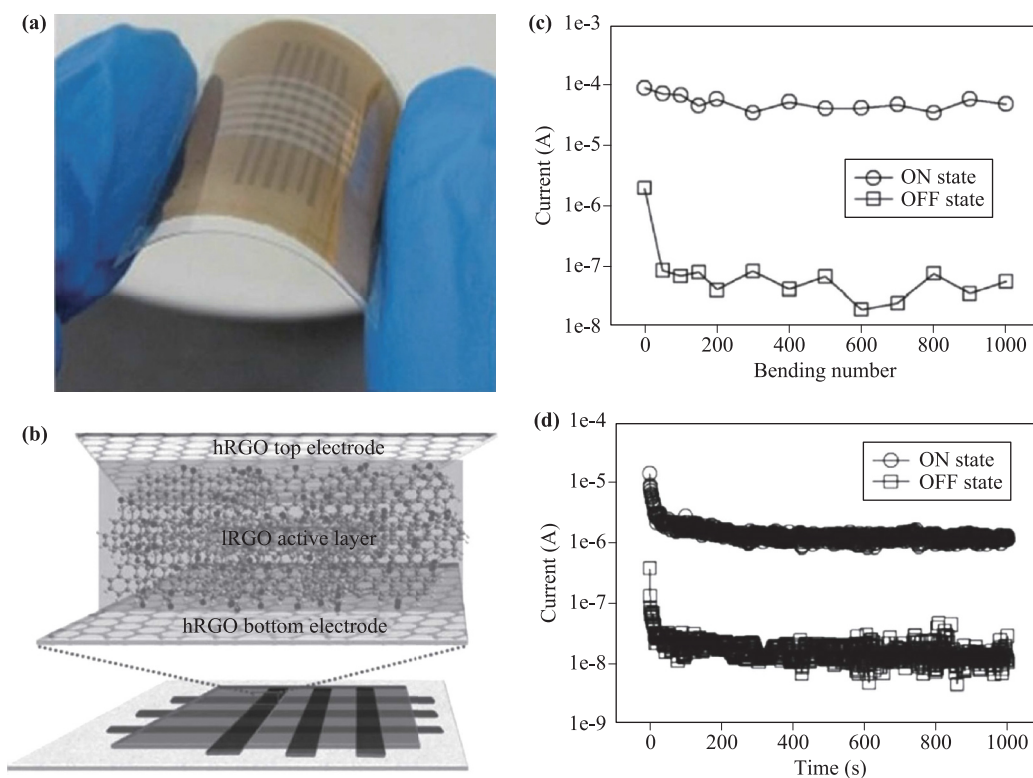 (a)
(b)
hRGO top electrode
lRGO active layer
hRGO bottom electrode
(c)
1e-3
1e-4
1e-5
1e-6
1e-7
1e-8
Current (A)
ON state
OFF state
0 200 400 600 800 1000
Bending number
(d)
1e-4
1e-5
1e-6
1e-7
1e-8
1e-9
Current (A)
ON state
OFF state
0 200 400 600 800 1000
Time (s)